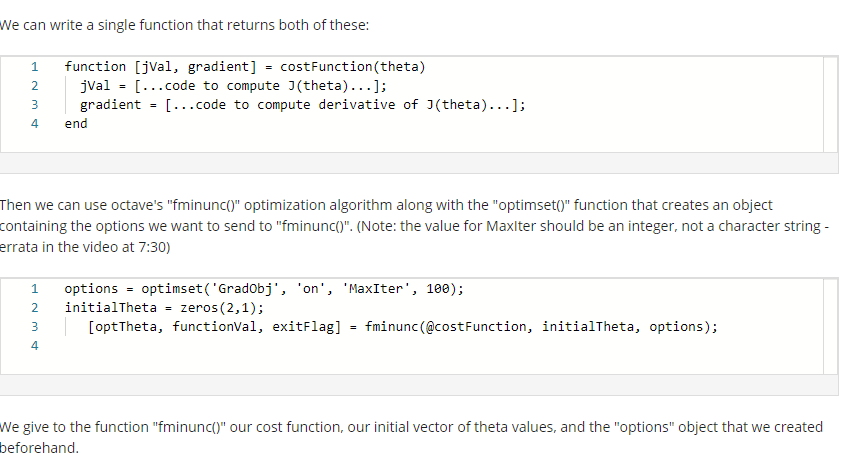 We can write a single function that returns both of these:
1 function [jVal, gradient] = costFunction(theta)
2 jVal = [...code to compute J(theta)...];
3 gradient = [...code to compute derivative of J(theta)...];
4 end
Then we can use octave's "fminunc()" optimization algorithm along with the "optimset()" function that creates an object
containing the options we want to send to "fminunc()". (Note: the value for MaxIter should be an integer, not a character string -
errata in the video at 7:30)
1 options = optimset('GradObj', 'on', 'MaxIter', 100);
2 initialTheta = zeros(2,1);
3 [optTheta, functionVal, exitFlag] = fminunc(@costFunction, initialTheta, options);
4
We give to the function "fminunc()" our cost function, our initial vector of theta values, and the "options" object that we created
beforehand.